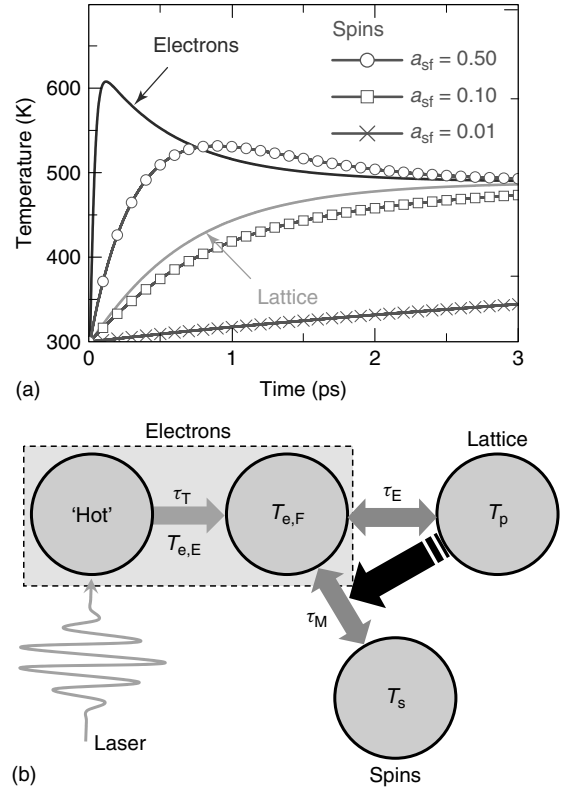 Electrons
Spins
a_sf = 0.50
a_sf = 0.10
a_sf = 0.01
Lattice
Temperature (K)
600
500
400
300
0
1
2
3
Time (ps)
(a)
Electrons
Lattice
'Hot'
τ_T
T_e,E
T_e,F
τ_E
T_p
τ_M
T_s
Laser
Spins
(b)